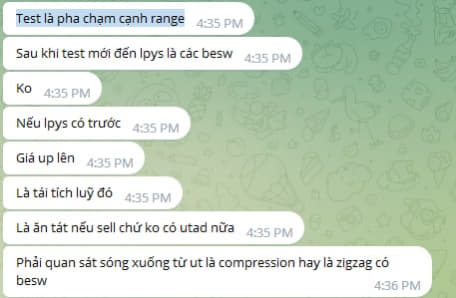 Test là pha chạm cạnh range 4:35 PM
Sau khi test mới đến lpys là các besw 4:35 PM
Ko 4:35 PM
Nếu lpys có trước 4:35 PM
Giá up lên 4:35 PM
Là tái tích luỹ đó 4:35 PM
Là ăn tát nếu sell chứ ko có utad nữa 4:35 PM
Phải quan sát sóng xuống từ ut là compression hay là zigzag có
besw 4:36 PM